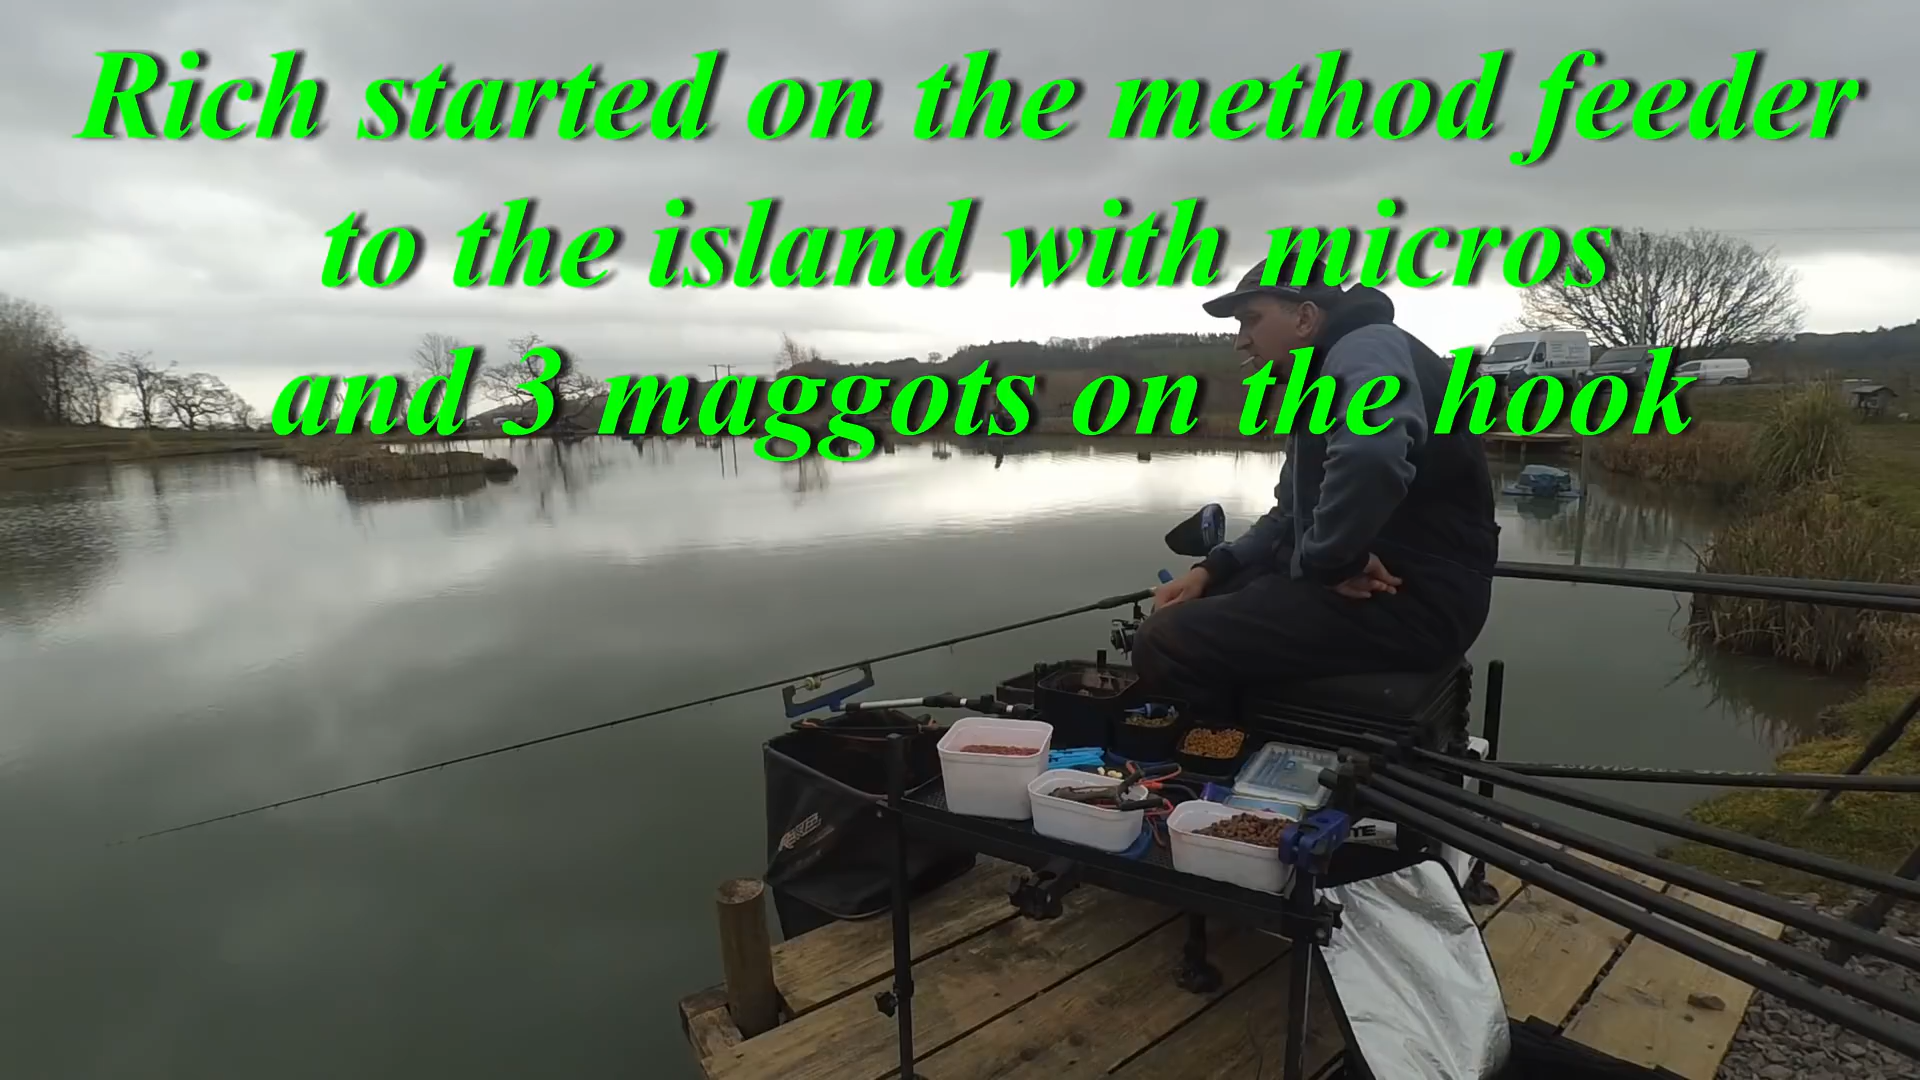 Rich started on the method feeder
to the island with micros
and 3 maggots on the hook